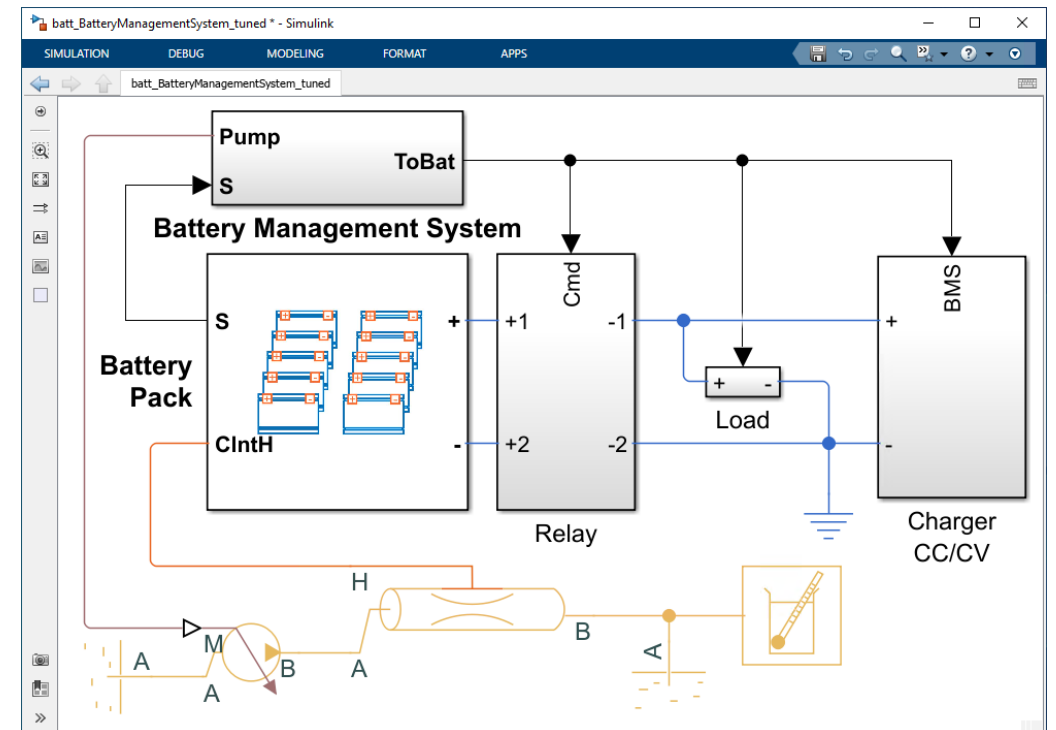 batt_BatteryManagementSystem_tuned * - Simulink
SIMULATION DEBUG MODELING FORMAT APPS
batt_BatteryManagementSystem_tuned
Pump
ToBat
S
Battery Management System
Cmd
BMS
S
+
+1
-1
+
Battery
Pack
+ -
Load
ClntH
-
+2
-2
-
Relay
Charger
CC/CV
H
B
M
A
B
A
A
A